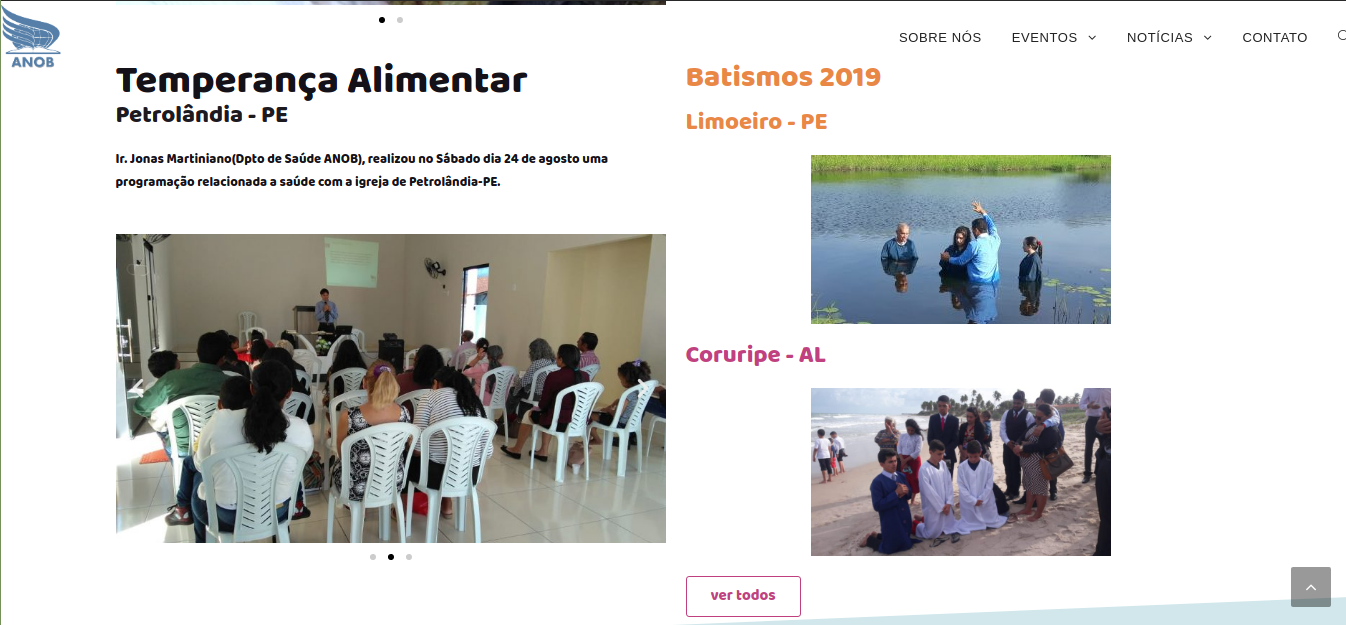 ANOB
SOBRE NÓS
EVENTOS
NOTÍCIAS
CONTATO
Temperança Alimentar
Petrolândia - PE
Ir. Jonas Martiniano(Dpto de Saúde ANOB), realizou no Sábado dia 24 de agosto uma
programação relacionada a saúde com a igreja de Petrolândia-PE.
Batismos 2019
Limoeiro - PE
Coruripe - AL
ver todos